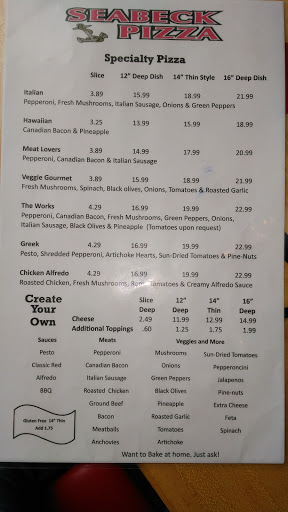 SEABECK
PIZZA
Specialty Pizza
Slice 12" Deep Dish 14" Thin Style 16" Deep Dish
Italian 3.89 15.99 18.99 21.99
Pepperoni, Fresh Mushrooms, Italian Sausage, Onions & Green Peppers
Hawaiian 3.25 13.99 15.99 18.99
Canadian Bacon & Pineapple
Meat Lovers 3.89 14.99 17.99 20.99
Pepperoni, Canadian Bacon & Italian Sausage
Veggie Gourmet 3.89 15.99 18.99 21.99
Fresh Mushrooms, Spinach, Black olives, Onions, Tomatoes & Roasted Garlic
The Works 4.29 16.99 19.99 22.99
Pepperoni, Canadian Bacon, Fresh Mushrooms, Green Peppers, Onions,
Italian Sausage, Black Olives & Pineapple (Tomatoes upon request)
Greek 4.29 16.99 19.99 22.99
Pesto, Shredded Pepperoni, Artichoke Hearts, Sun-Dried Tomatoes & Pine-Nuts
Chicken Alfredo 4.29 16.99 19.99 22.99
Roasted Chicken, Fresh Mushrooms, Tomatoes & Creamy Alfredo Sauce
Create Your Own
Slice Deep 12" Deep 14" Thin 16" Deep
Cheese 2.49 11.99 12.99 14.99
Additional Toppings .60 1.25 1.75 1.99
Sauces Meats Veggies and More
Pesto Pepperoni Mushrooms Sun-Dried Tomatoes
Classic Red Canadian Bacon Onions Pepperoncini
Alfredo Italian Sausage Green Peppers Jalapenos
BBQ Roasted Chicken Black Olives Pine-nuts
Ground Beef Pineapple Extra Cheese
Bacon Roasted Garlic Feta
Meatballs Tomatoes Spinach
Anchovies Artichoke
Gluten Free 14" Thin
Add 3.75
Want to Bake at home, Just ask!